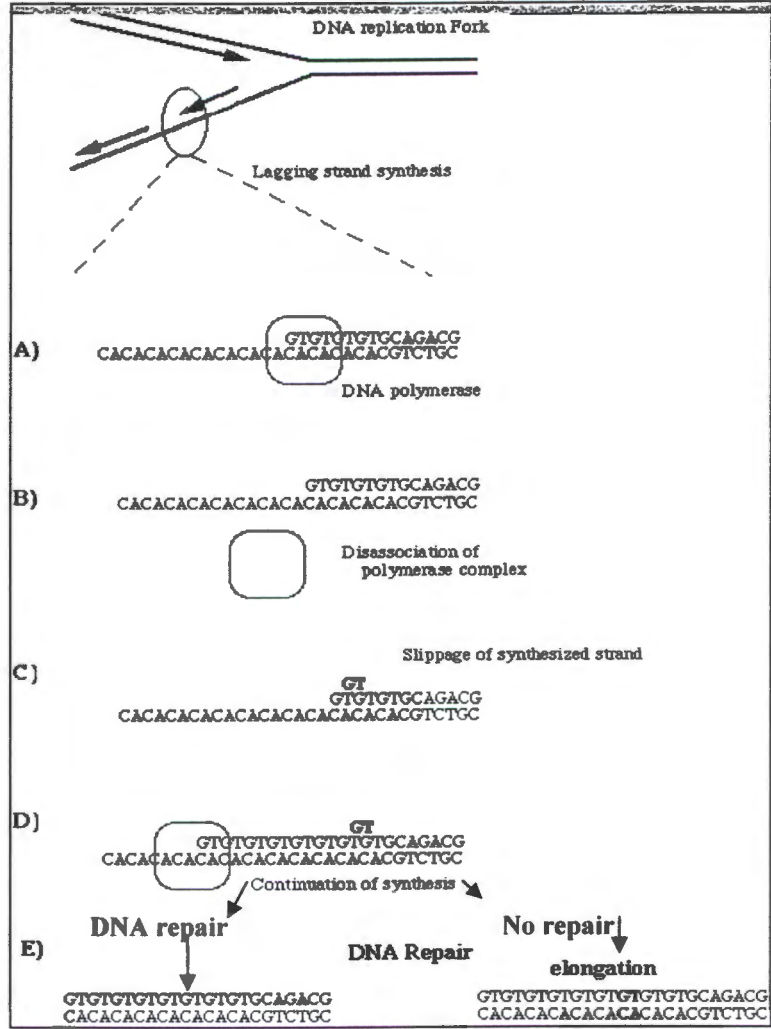 DNA replication Fork
Lagging strand synthesis
A)
GTGTGTGTGCAGACG
CACACACACACACACACACACACACGTCTGC
DNA polymerase
B)
GTGTGTGTGCAGACG
CACACACACACACACACACACACACGTCTGC
Disassociation of
polymerase complex
C)
Slippage of synthesized strand
GT
GTGTGTGCAGACG
CACACACACACACACACACACACACGTCTGC
D)
GT
GTGTGTGTGTGTGTGTGCAGACG
CACACACACACACACACACACACACGTCTGC
Continuation of synthesis
DNA repair
No repair
E)
DNA Repair
elongation
GTGTGTGTGTGTGTGTGCAGACG
CACACACACACACACACGTCTGC
GTGTGTGTGTGTGTGTGTGCAGACG
CACACACACACACACACACGTCTGC